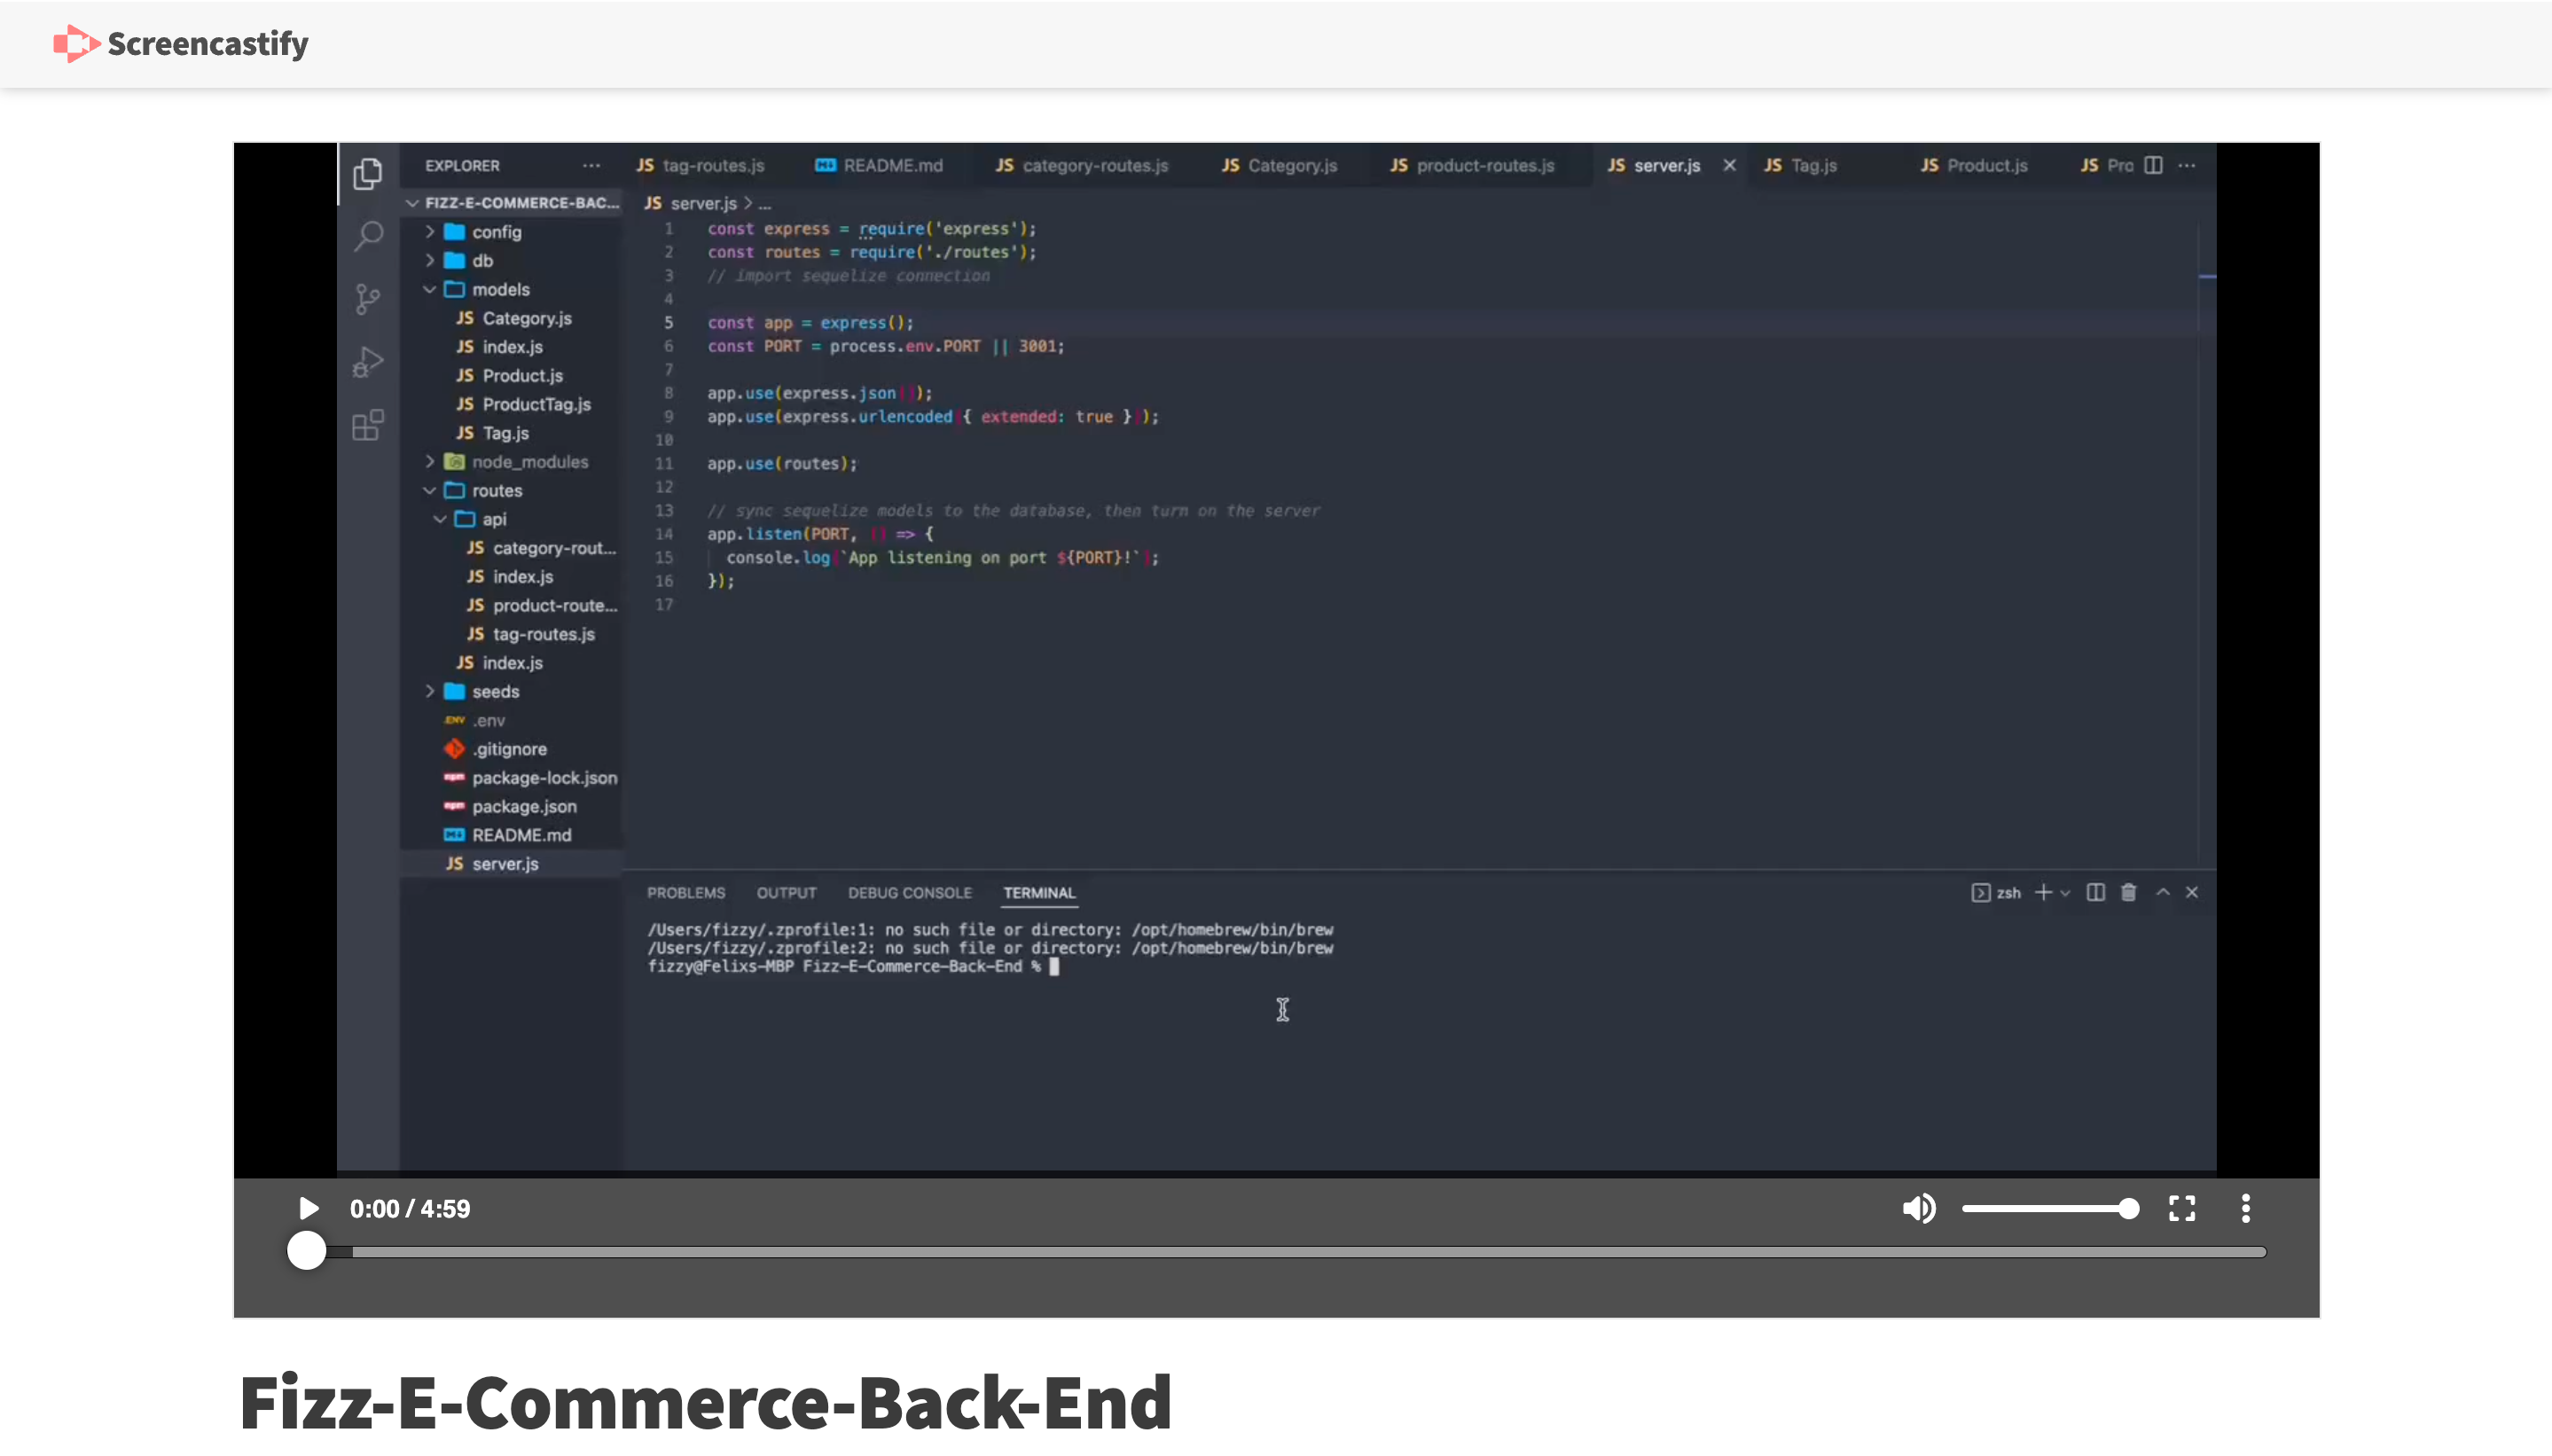 Screencastify
EXPLORER
FIZZ-E-COMMERCE-BAC...
config
db
models
JS Category.js
JS index.js
JS Product.js
JS ProductTag.js
JS Tag.js
node_modules
routes
api
JS category-rout...
JS index.js
JS product-route...
JS tag-routes.js
JS index.js
seeds
.ENV .env
.gitignore
npm package-lock.json
npm package.json
README.md
JS server.js
JS tag-routes.js README.md JS category-routes.js JS Category.js JS product-routes.js JS server.js JS Tag.js JS Product.js JS Pro
JS server.js > ...
1 const express = require('express');
2 const routes = require('./routes');
3 // import sequelize connection
4
5 const app = express();
6 const PORT = process.env.PORT || 3001;
7
8 app.use(express.json());
9 app.use(express.urlencoded({ extended: true }));
10
11 app.use(routes);
12
13 // sync sequelize models to the database, then turn on the server
14 app.listen(PORT, () => {
15 console.log(`App listening on port ${PORT}!`);
16 });
17
PROBLEMS OUTPUT DEBUG CONSOLE TERMINAL zsh
/Users/fizzy/.zprofile:1: no such file or directory: /opt/homebrew/bin/brew
/Users/fizzy/.zprofile:2: no such file or directory: /opt/homebrew/bin/brew
fizzy@Felixs-MBP Fizz-E-Commerce-Back-End %
0:00 / 4:59
Fizz-E-Commerce-Back-End